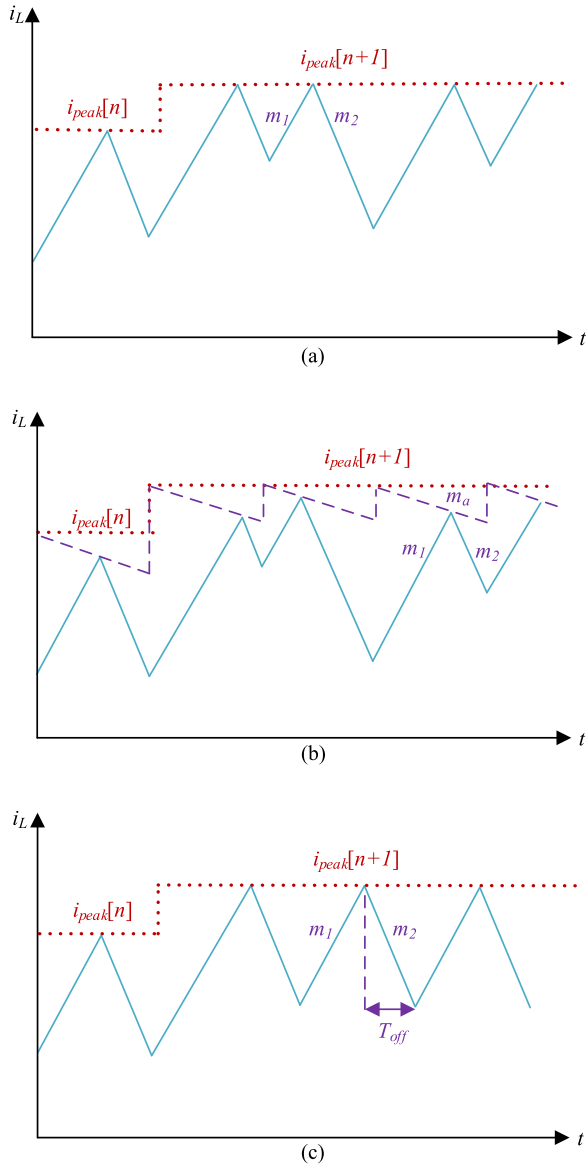 i_L
i_peak[n+1]
i_peak[n]
m_1 m_2
t
(a)
i_L
i_peak[n+1]
i_peak[n]
m_a
m_1 m_2
t
(b)
i_L
i_peak[n+1]
i_peak[n]
m_1 m_2
T_off
t
(c)